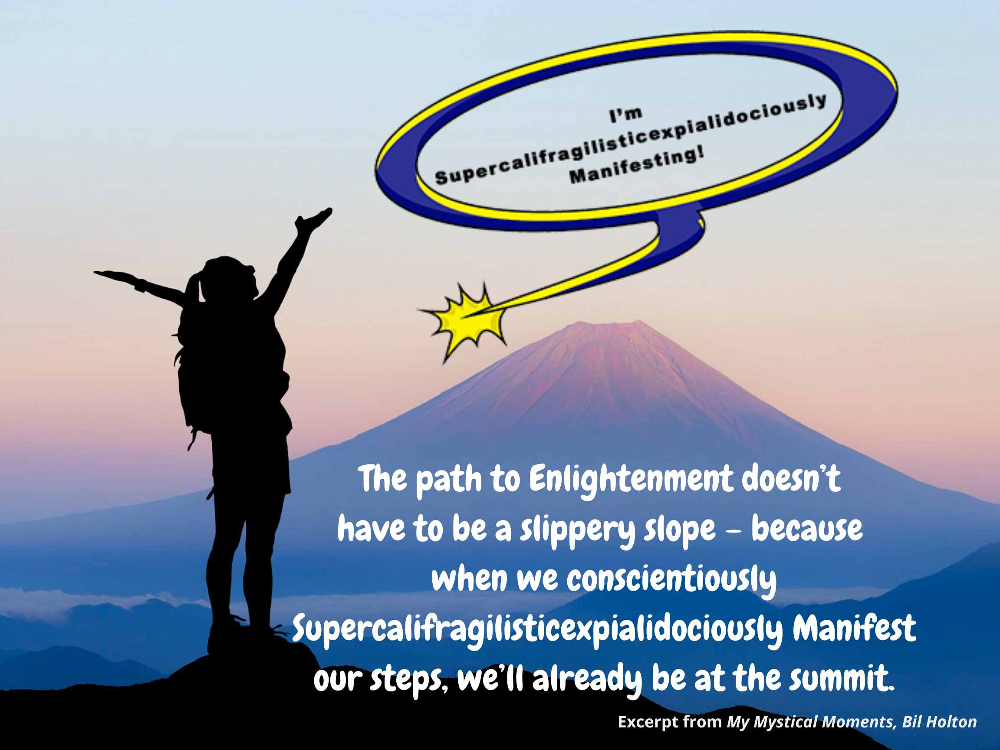 I'm
Supercalifragilisticexpialidociously
Manifesting!
The path to Enlightenment doesn't
have to be a slippery slope – because
when we conscientiously
Supercalifragilisticexpialidociously Manifest
our steps, we'll already be at the summit.
Excerpt from My Mystical Moments, Bil Holton